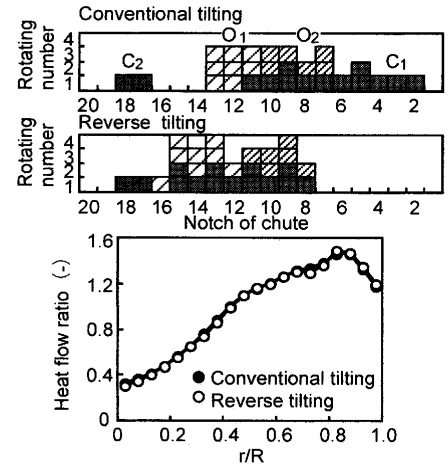 Conventional tilting
O1 O2
C2 C1
Rotating number
4
3
2
1
20 18 16 14 12 10 8 6 4 2
Reverse tilting
Rotating number
4
3
2
1
20 18 16 14 12 10 8 6 4 2
Notch of chute
Heat flow ratio (-)
1.6
1.2
0.8
0.4
0
Conventional tilting
Reverse tilting
0 0.2 0.4 0.6 0.8 1.0
r/R